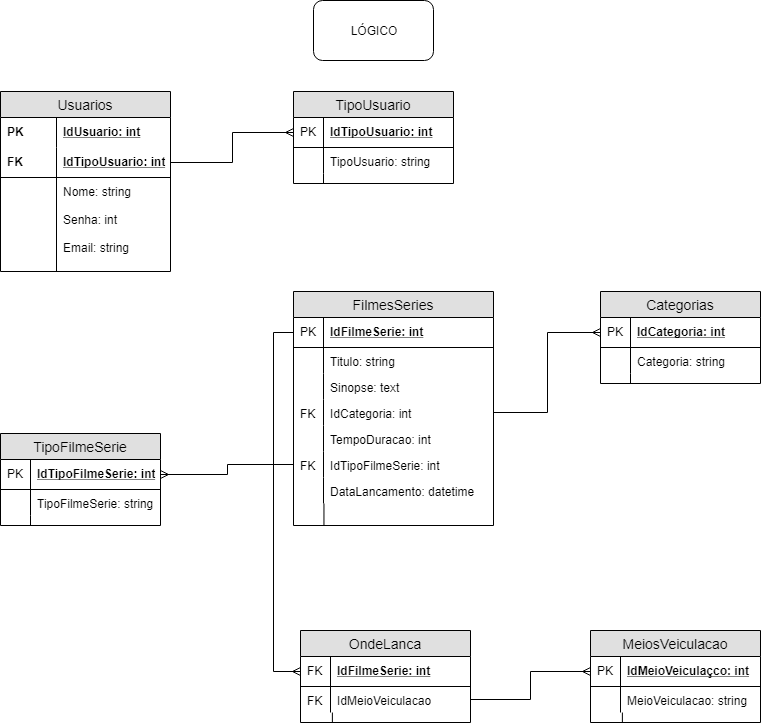 LÓGICO
Usuarios
PK IdUsuario: int
FK IdTipoUsuario: int
Nome: string
Senha: int
Email: string
TipoUsuario
PK IdTipoUsuario: int
TipoUsuario: string
FilmesSeries
PK IdFilmeSerie: int
Titulo: string
Sinopse: text
FK IdCategoria: int
TempoDuracao: int
FK IdTipoFilmeSerie: int
DataLancamento: datetime
Categorias
PK IdCategoria: int
Categoria: string
TipoFilmeSerie
PK IdTipoFilmeSerie: int
TipoFilmeSerie: string
OndeLanca
FK IdFilmeSerie: int
FK IdMeioVeiculacao
MeiosVeiculacao
PK IdMeioVeiculaçco: int
MeioVeiculacao: string